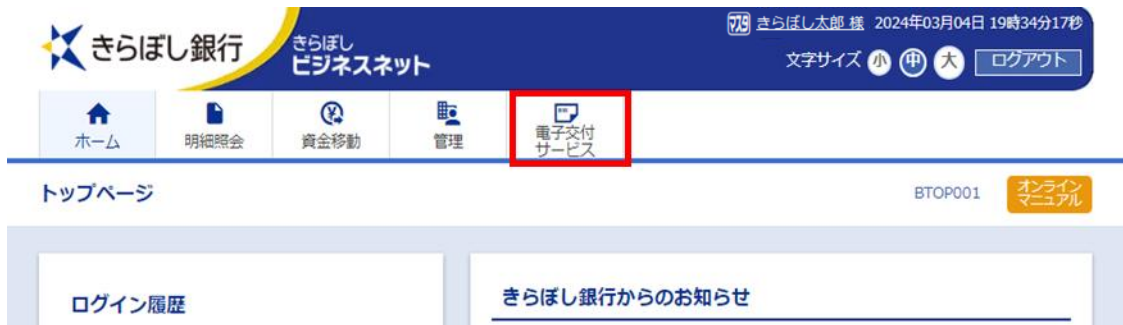 きらぼし銀行
きらぼし
ビジネスネット
マスタ きらぼし太郎 様 2024年03月04日 19時34分17秒
文字サイズ 小 中 大 ログアウト
ホーム
明細照会
資金移動
管理
電子交付
サービス
トップページ
BTOP001
オンライン
マニュアル
ログイン履歴
きらぼし銀行からのお知らせ